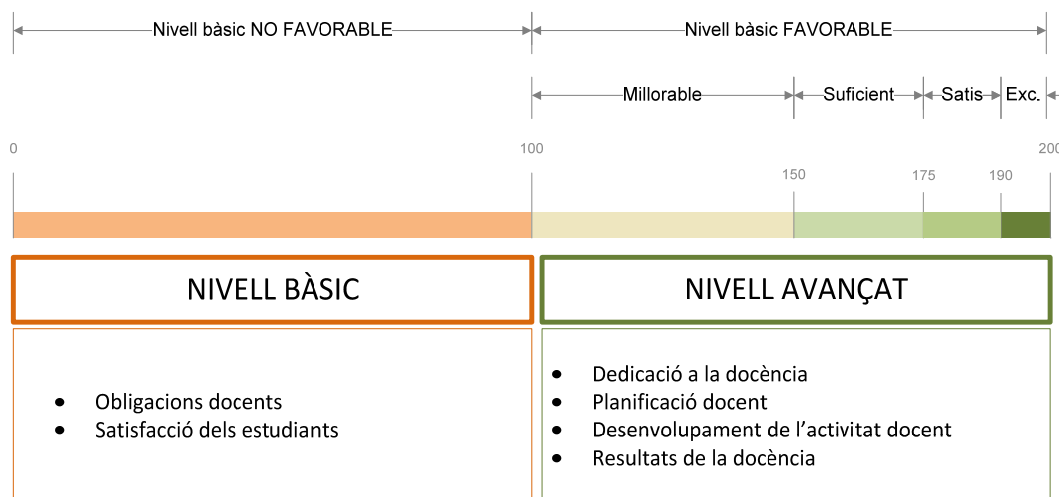 Nivell bàsic NO FAVORABLE
Nivell bàsic FAVORABLE
Millorable
Suficient
Satis
Exc.
0
100
200
150
175
190
NIVELL BÀSIC
NIVELL AVANÇAT
• Obligacions docents
• Satisfacció dels estudiants
• Dedicació a la docència
• Planificació docent
• Desenvolupament de l’activitat docent
• Resultats de la docència